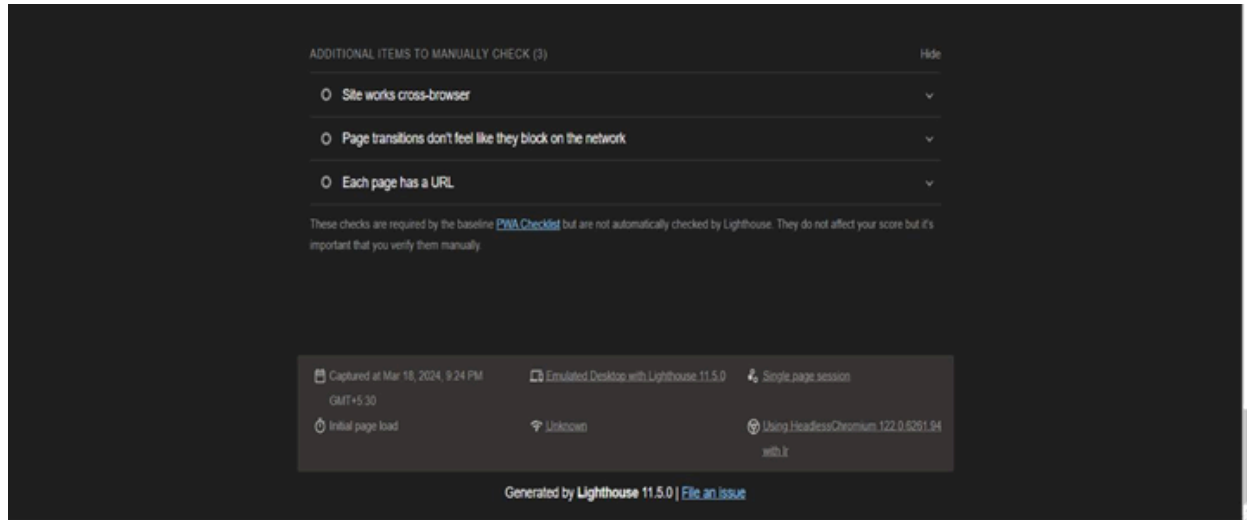 ADDITIONAL ITEMS TO MANUALLY CHECK (3) Hide
Site works cross-browser
Page transitions don't feel like they block on the network
Each page has a URL
These checks are required by the baseline PWA Checklist but are not automatically checked by Lighthouse. They do not affect your score but it's
important that you verify them manually.
Captured at Mar 18, 2024, 9:24 PM
GMT+5:30
Emulated Desktop with Lighthouse 11.5.0
Single page session
Initial page load
Unknown
Using HeadlessChromium 122.0.6261.94
with lr
Generated by Lighthouse 11.5.0 | File an issue